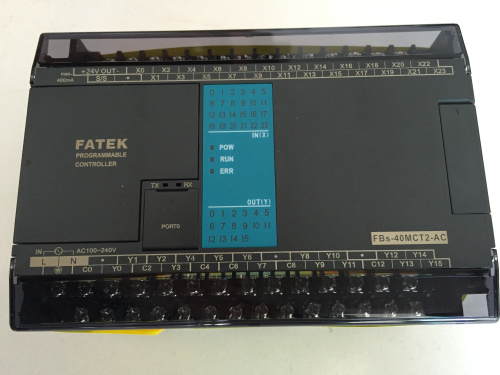 max. 400mA
+24V OUT- X0 X2 X4 X6 X8 X10 X12 X14 X16 X18 X20 X22
S/S • X1 X3 X5 X7 X9 X11 X13 X15 X17 X19 X21 X23
0 1 2 3 4 5
6 7 8 9 10 11
12 13 14 15 16 17
18 19 20 21 22 23
IN(X)
FATEK
PROGRAMMABLE
CONTROLLER
POW
RUN
ERR
TX RX
PORT0
OUT(Y)
0 1 2 3 4 5
6 7 8 9 10 11
12 13 14 15
FBs-40MCT2-AC
IN AC100~240V
L N • Y1 Y2 Y4 Y5 Y6 • Y8 Y10 • Y12 Y14
C0 Y0 C2 Y3 C4 C6 Y7 C8 Y9 Y11 C12 Y13 Y15